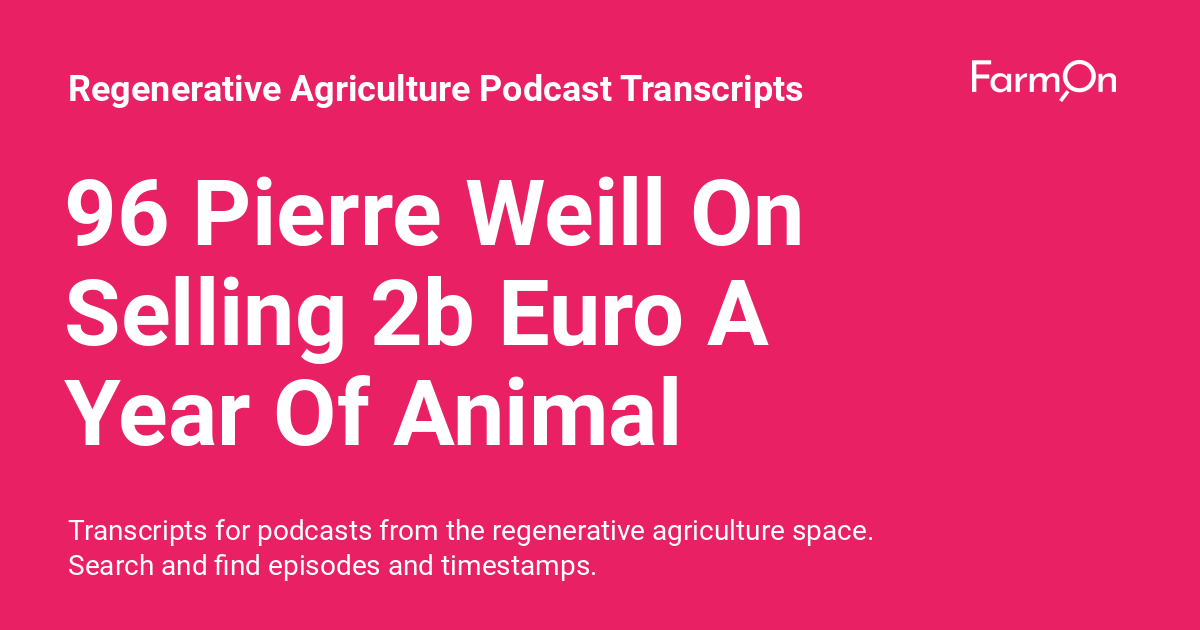 Regenerative Agriculture Podcast Transcripts
FarmOn
96 Pierre Weill On
Selling 2b Euro A
Year Of Animal
Transcripts for podcasts from the regenerative agriculture space.
Search and find episodes and timestamps.